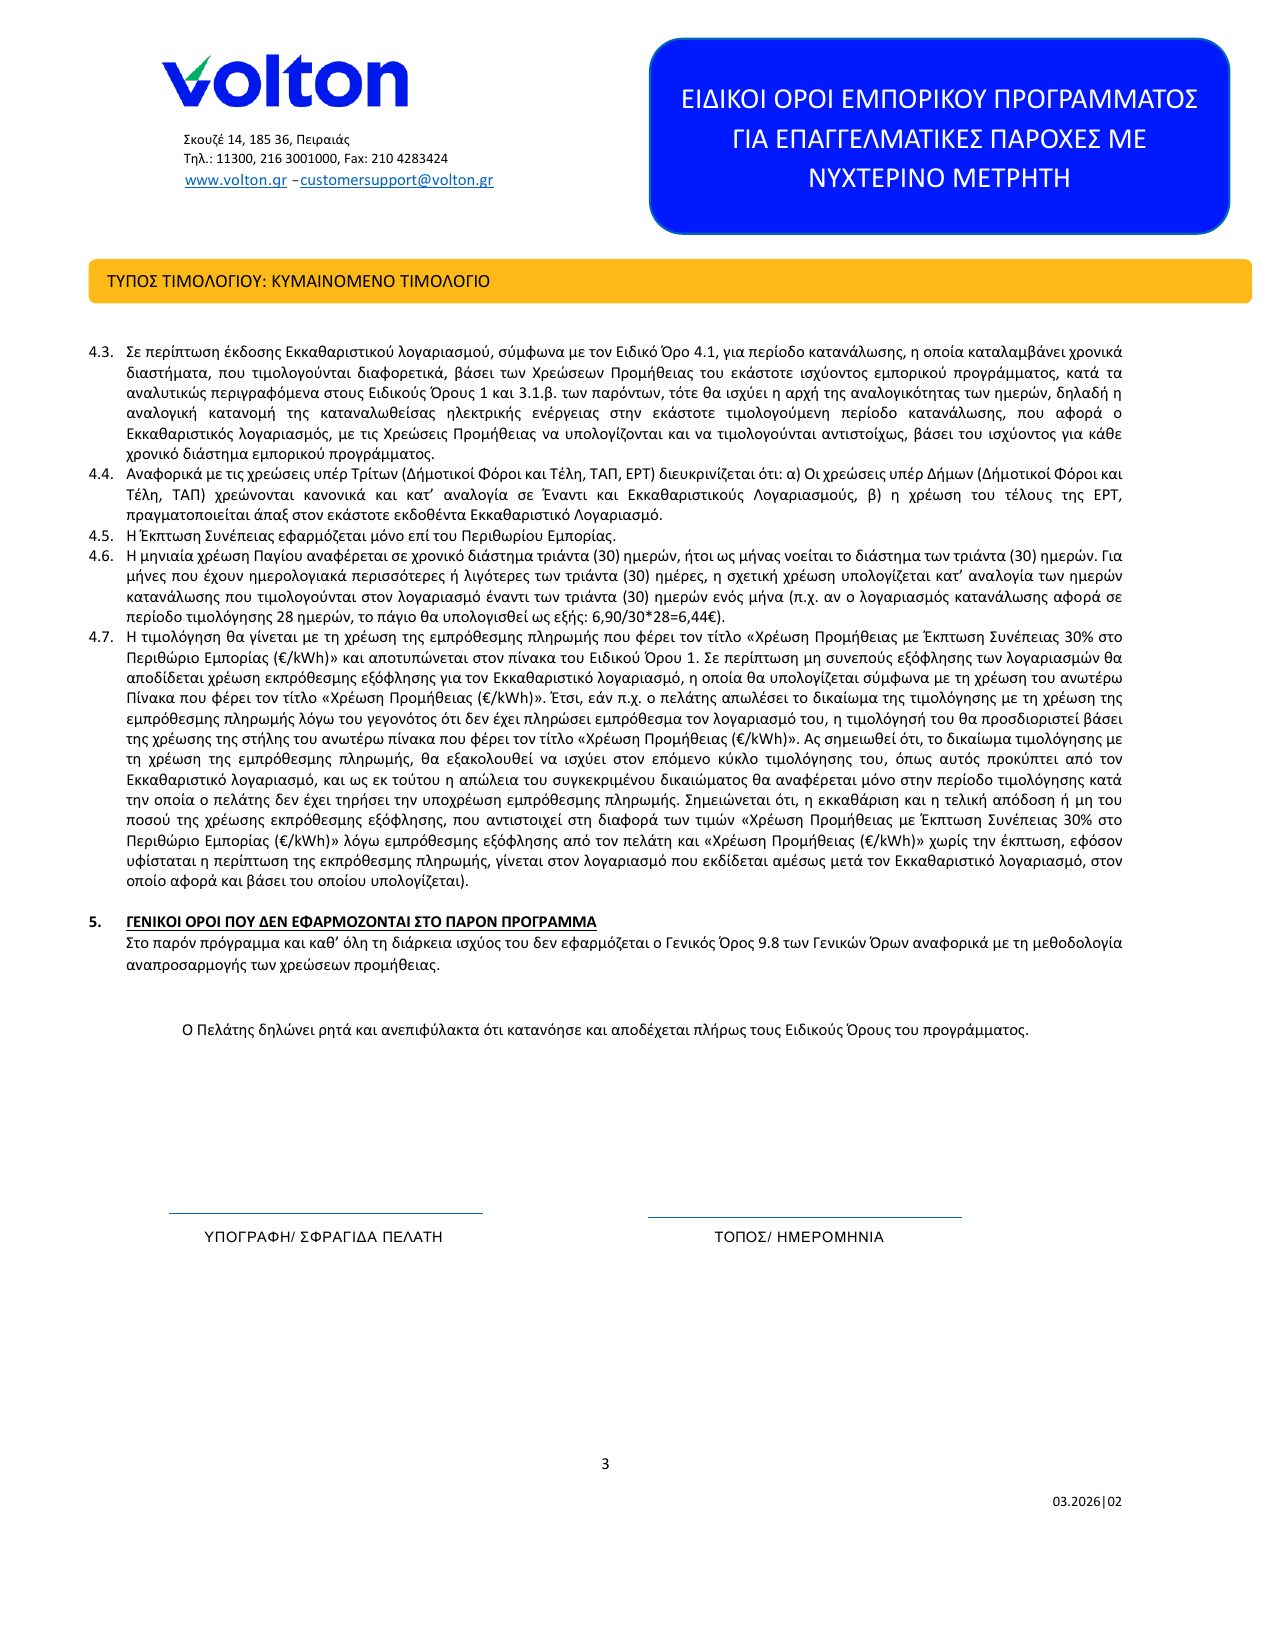 volton
Σκουζέ 14, 185 36, Πειραιάς
Τηλ.: 11300, 216 3001000, Fax: 210 4283424
www.volton.gr –customersupport@volton.gr
ΕΙΔΙΚΟΙ ΟΡΟΙ ΕΜΠΟΡΙΚΟΥ ΠΡΟΓΡΑΜΜΑΤΟΣ
ΓΙΑ ΕΠΑΓΓΕΛΜΑΤΙΚΕΣ ΠΑΡΟΧΕΣ ΜΕ
ΝΥΧΤΕΡΙΝΟ ΜΕΤΡΗΤΗ
ΤΥΠΟΣ ΤΙΜΟΛΟΓΙΟΥ: ΚΥΜΑΙΝΟΜΕΝΟ ΤΙΜΟΛΟΓΙΟ
4.3. Σε περίπτωση έκδοσης Εκκαθαριστικού λογαριασμού, σύμφωνα με τον Ειδικό Όρο 4.1, για περίοδο κατανάλωσης, η οποία καταλαμβάνει χρονικά
διαστήματα, που τιμολογούνται διαφορετικά, βάσει των Χρεώσεων Προμήθειας του εκάστοτε ισχύοντος εμπορικού προγράμματος, κατά τα
αναλυτικώς περιγραφόμενα στους Ειδικούς Όρους 1 και 3.1.β. των παρόντων, τότε θα ισχύει η αρχή της αναλογικότητας των ημερών, δηλαδή η
αναλογική κατανομή της καταναλωθείσας ηλεκτρικής ενέργειας στην εκάστοτε τιμολογούμενη περίοδο κατανάλωσης, που αφορά ο
Εκκαθαριστικός λογαριασμός, με τις Χρεώσεις Προμήθειας να υπολογίζονται και να τιμολογούνται αντιστοίχως, βάσει του ισχύοντος για κάθε
χρονικό διάστημα εμπορικού προγράμματος.
4.4. Αναφορικά με τις χρεώσεις υπέρ Τρίτων (Δήμοτικοί Φόροι και Τέλη, ΤΑΠ, ΕΡΤ) διευκρινίζεται ότι: α) Οι χρεώσεις υπέρ Δήμων (Δήμοτικοί Φόροι και
Τέλη, ΤΑΠ) χρεώνονται κανονικά και κατ’ αναλογία σε Έναντι και Εκκαθαριστικούς Λογαριασμούς, β) η χρέωση του τέλους της ΕΡΤ,
πραγματοποιείται άπαξ στον εκάστοτε εκδοθέντα Εκκαθαριστικό Λογαριασμό.
4.5. Η Έκπτωση Συνέπειας εφαρμόζεται μόνο επί του Περιθωρίου Εμπορίας.
4.6. Η μηνιαία χρέωση Παγίου αναφέρεται σε χρονικό διάστημα τριάντα (30) ημερών, ήτοι ως μήνας νοείται το διάστημα των τριάντα (30) ημερών. Για
μήνες που έχουν ημερολογιακά περισσότερες ή λιγότερες των τριάντα (30) ημέρες, η σχετική χρέωση υπολογίζεται κατ’ αναλογία των ημερών
κατανάλωσης που τιμολογούνται στον λογαριασμό έναντι των τριάντα (30) ημερών ενός μήνα (π.χ. αν ο λογαριασμός κατανάλωσης αφορά σε
περίοδο τιμολόγησης 28 ημερών, το πάγιο θα υπολογισθεί ως εξής: 6,90/30*28=6,44€).
4.7. Η τιμολόγηση θα γίνεται με τη χρέωση της εμπρόθεσμης πληρωμής που φέρει τον τίτλο «Χρέωση Προμήθειας με Έκπτωση Συνέπειας 30% στο
Περιθώριο Εμπορίας (€/kWh)» και αποτυπώνεται στον πίνακα του Ειδικού Όρου 1. Σε περίπτωση μη συνεπούς εξόφλησης των λογαριασμών θα
αποδίδεται χρέωση εκπρόθεσμης εξόφλησης για τον Εκκαθαριστικό λογαριασμό, η οποία θα υπολογίζεται σύμφωνα με τη χρέωση του ανωτέρω
Πίνακα που φέρει τον τίτλο «Χρέωση Προμήθειας (€/kWh)». Έτσι, εάν π.χ. ο πελάτης απωλέσει το δικαίωμα της τιμολόγησης με τη χρέωση της
εμπρόθεσμης πληρωμής λόγω του γεγονότος ότι δεν έχει πληρώσει εμπρόθεσμα τον λογαριασμό του, η τιμολόγησή του θα προσδιοριστεί βάσει
της χρέωσης της στήλης του ανωτέρω πίνακα που φέρει τον τίτλο «Χρέωση Προμήθειας (€/kWh)». Ας σημειωθεί ότι, το δικαίωμα τιμολόγησης με
τη χρέωση της εμπρόθεσμης πληρωμής, θα εξακολουθεί να ισχύει στον επόμενο κύκλο τιμολόγησης του, όπως αυτός προκύπτει από τον
Εκκαθαριστικό λογαριασμό, και ως εκ τούτου η απώλεια του συγκεκριμένου δικαιώματος θα αναφέρεται μόνο στην περίοδο τιμολόγησης κατά
την οποία ο πελάτης δεν έχει τηρήσει την υποχρέωση εμπρόθεσμης πληρωμής. Σημειώνεται ότι, η εκκαθάριση και η τελική απόδοση ή μη του
ποσού της χρέωσης εκπρόθεσμης εξόφλησης, που αντιστοιχεί στη διαφορά των τιμών «Χρέωση Προμήθειας με Έκπτωση Συνέπειας 30% στο
Περιθώριο Εμπορίας (€/kWh)» λόγω εμπρόθεσμης εξόφλησης από τον πελάτη και «Χρέωση Προμήθειας (€/kWh)» χωρίς την έκπτωση, εφόσον
υφίσταται η περίπτωση της εκπρόθεσμης πληρωμής, γίνεται στον λογαριασμό που εκδίδεται αμέσως μετά τον Εκκαθαριστικό λογαριασμό, στον
οποίο αφορά και βάσει του οποίου υπολογίζεται).
5. ΓΕΝΙΚΟΙ ΟΡΟΙ ΠΟΥ ΔΕΝ ΕΦΑΡΜΟΖΟΝΤΑΙ ΣΤΟ ΠΑΡΟΝ ΠΡΟΓΡΑΜΜΑ
Στο παρόν πρόγραμμα και καθ’ όλη τη διάρκεια ισχύος του δεν εφαρμόζεται ο Γενικός Όρος 9.8 των Γενικών Όρων αναφορικά με τη μεθοδολογία
αναπροσαρμογής των χρεώσεων προμήθειας.
Ο Πελάτης δηλώνει ρητά και ανεπιφύλακτα ότι κατανόησε και αποδέχεται πλήρως τους Ειδικούς Όρους του προγράμματος.
ΥΠΟΓΡΑΦΗ/ ΣΦΡΑΓΙΔΑ ΠΕΛΑΤΗ
ΤΟΠΟΣ/ ΗΜΕΡΟΜΗΝΙΑ
3
03.2026|02